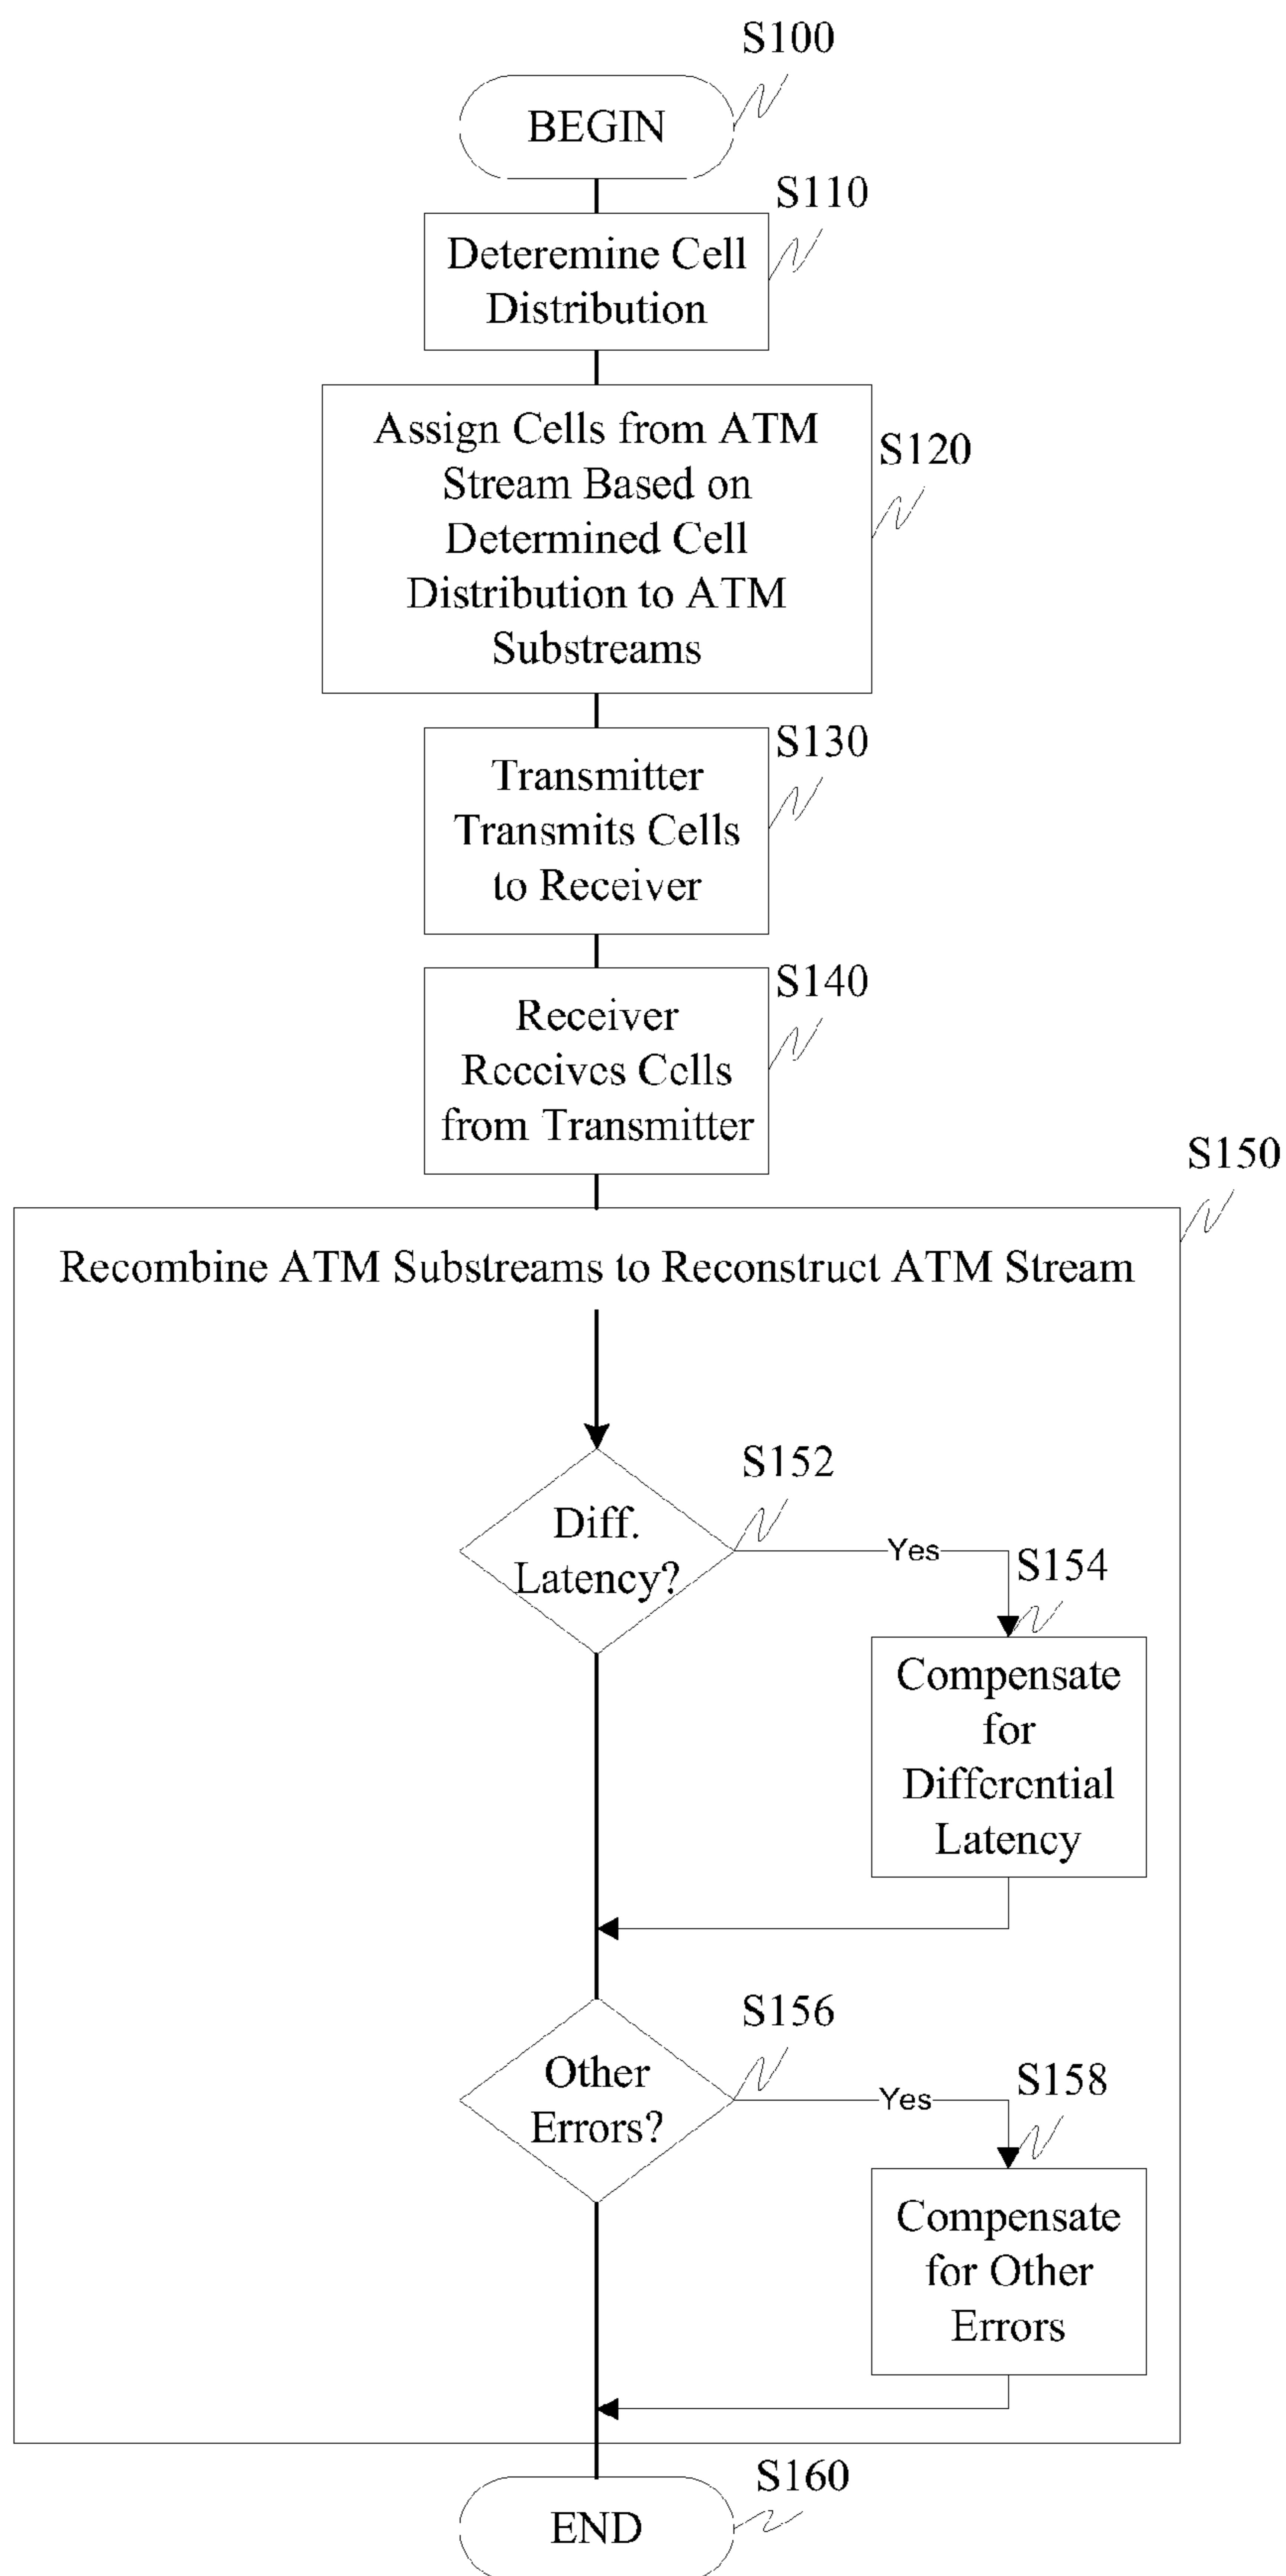 S100
BEGIN
S110
Deteremine Cell
Distribution
Assign Cells from ATM
Stream Based on
Determined Cell
Distribution to ATM
Substreams
S120
S130
Transmitter
Transmits Cells
to Receiver
S140
Receiver
Receives Cells
from Transmitter
S150
Recombine ATM Substreams to Reconstruct ATM Stream
S152
Diff.
Latency?
Yes
S154
Compensate
for
Differential
Latency
S156
Other
Errors?
Yes
S158
Compensate
for Other
Errors
S160
END